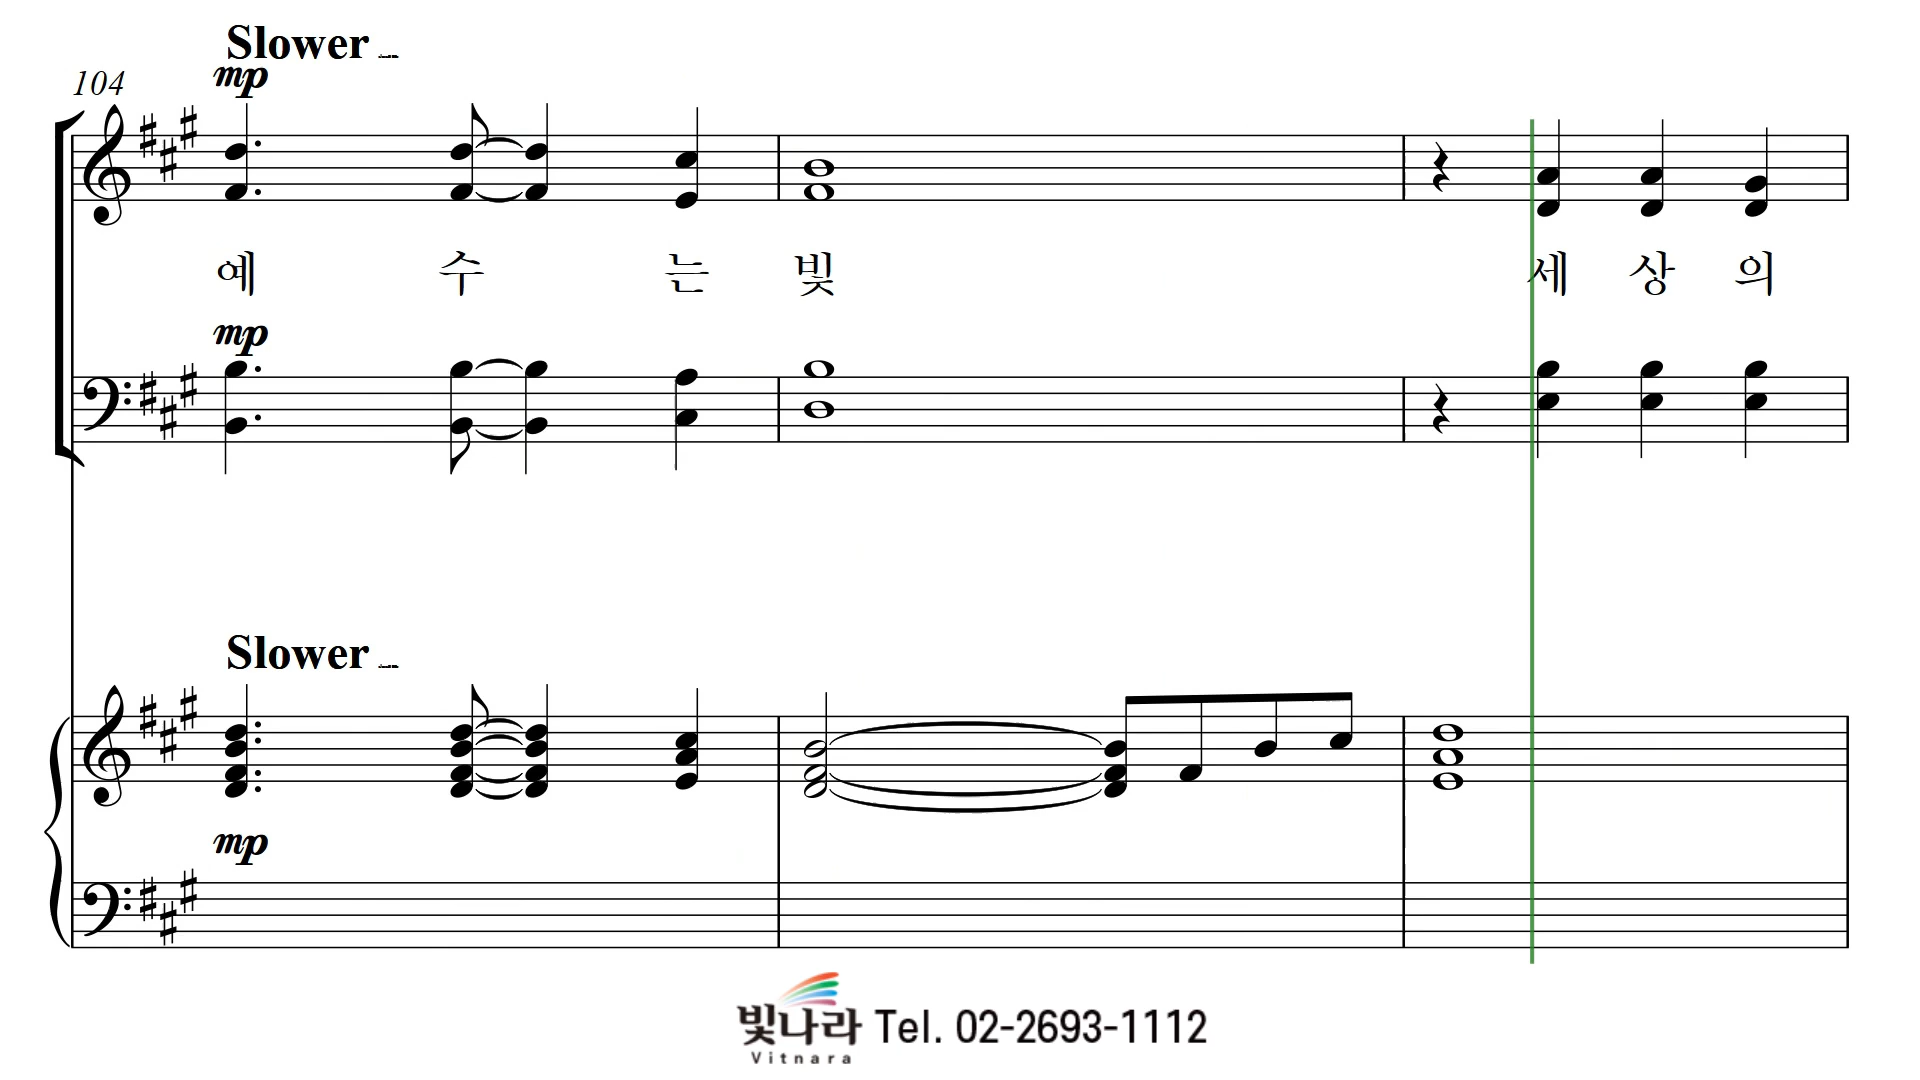 Slower
mp
104
예 수 는 빛 세 상 의
mp
Slower
mp
빛나라 Tel. 02-2693-1112
Vitnara